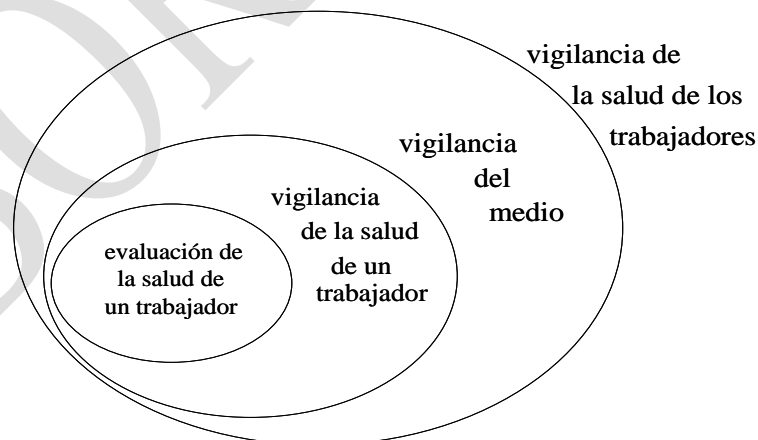 vigilancia de
la salud de los
trabajadores
vigilancia
del
medio
vigilancia
de la salud
de un
trabajador
evaluación de
la salud de
un trabajador